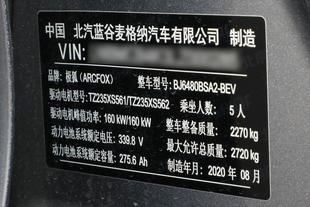 中国 北汽蓝谷麦格纳汽车有限公司 制造
VIN:
品牌: 极狐(ARCFOX) 整车型号: BJ6480BSA2-BEV
驱动电机型号: TZ235XS561/TZ235XS562 乘坐人数: 5人
驱动电机峰值功率: 160 kW/160 kW 整车整备质量: 2270 kg
动力电池系统额定电压: 339.8 V 最大允许总质量: 2720 kg
动力电池系统额定容量: 275.6 Ah 制造年月: 2020 年 08 月